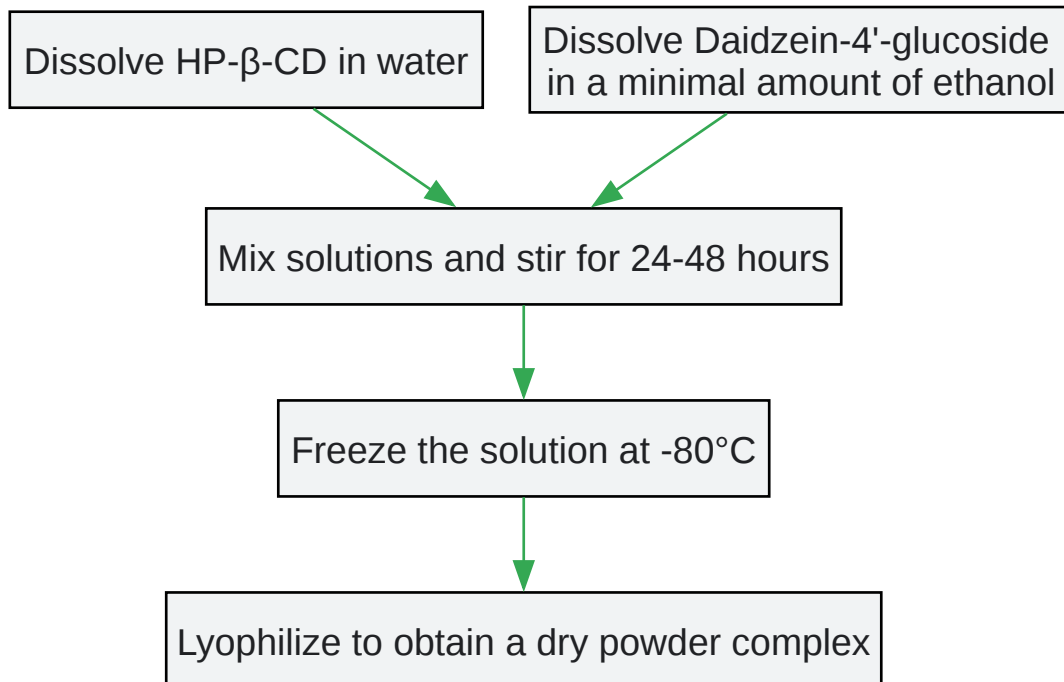 Dissolve HP-β-CD in water
Dissolve Daidzein-4'-glucoside
in a minimal amount of ethanol
Mix solutions and stir for 24-48 hours
Freeze the solution at -80°C
Lyophilize to obtain a dry powder complex